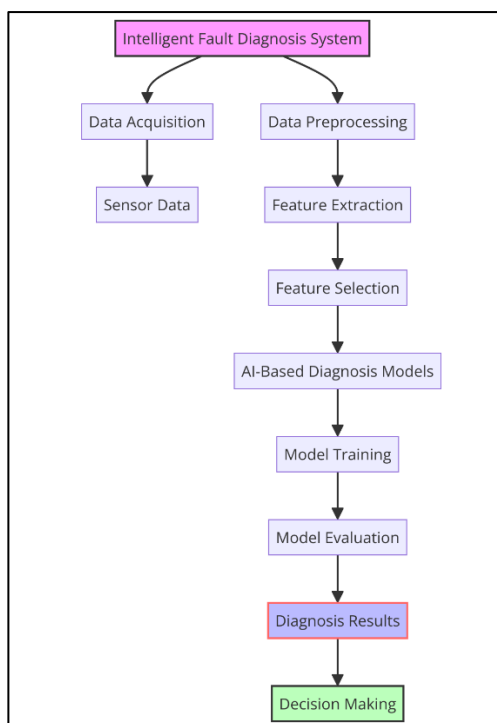 Intelligent Fault Diagnosis System
Data Acquisition
Data Preprocessing
Sensor Data
Feature Extraction
Feature Selection
AI-Based Diagnosis Models
Model Training
Model Evaluation
Diagnosis Results
Decision Making